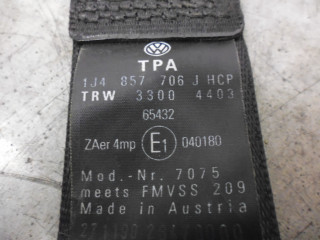 TPA
1J4 857 706 J HCP
TRW 3300 4403
65432
ZAer 4mp E1 040180
Mod.-Nr. 7075
meets FMVSS 209
Made in Austria